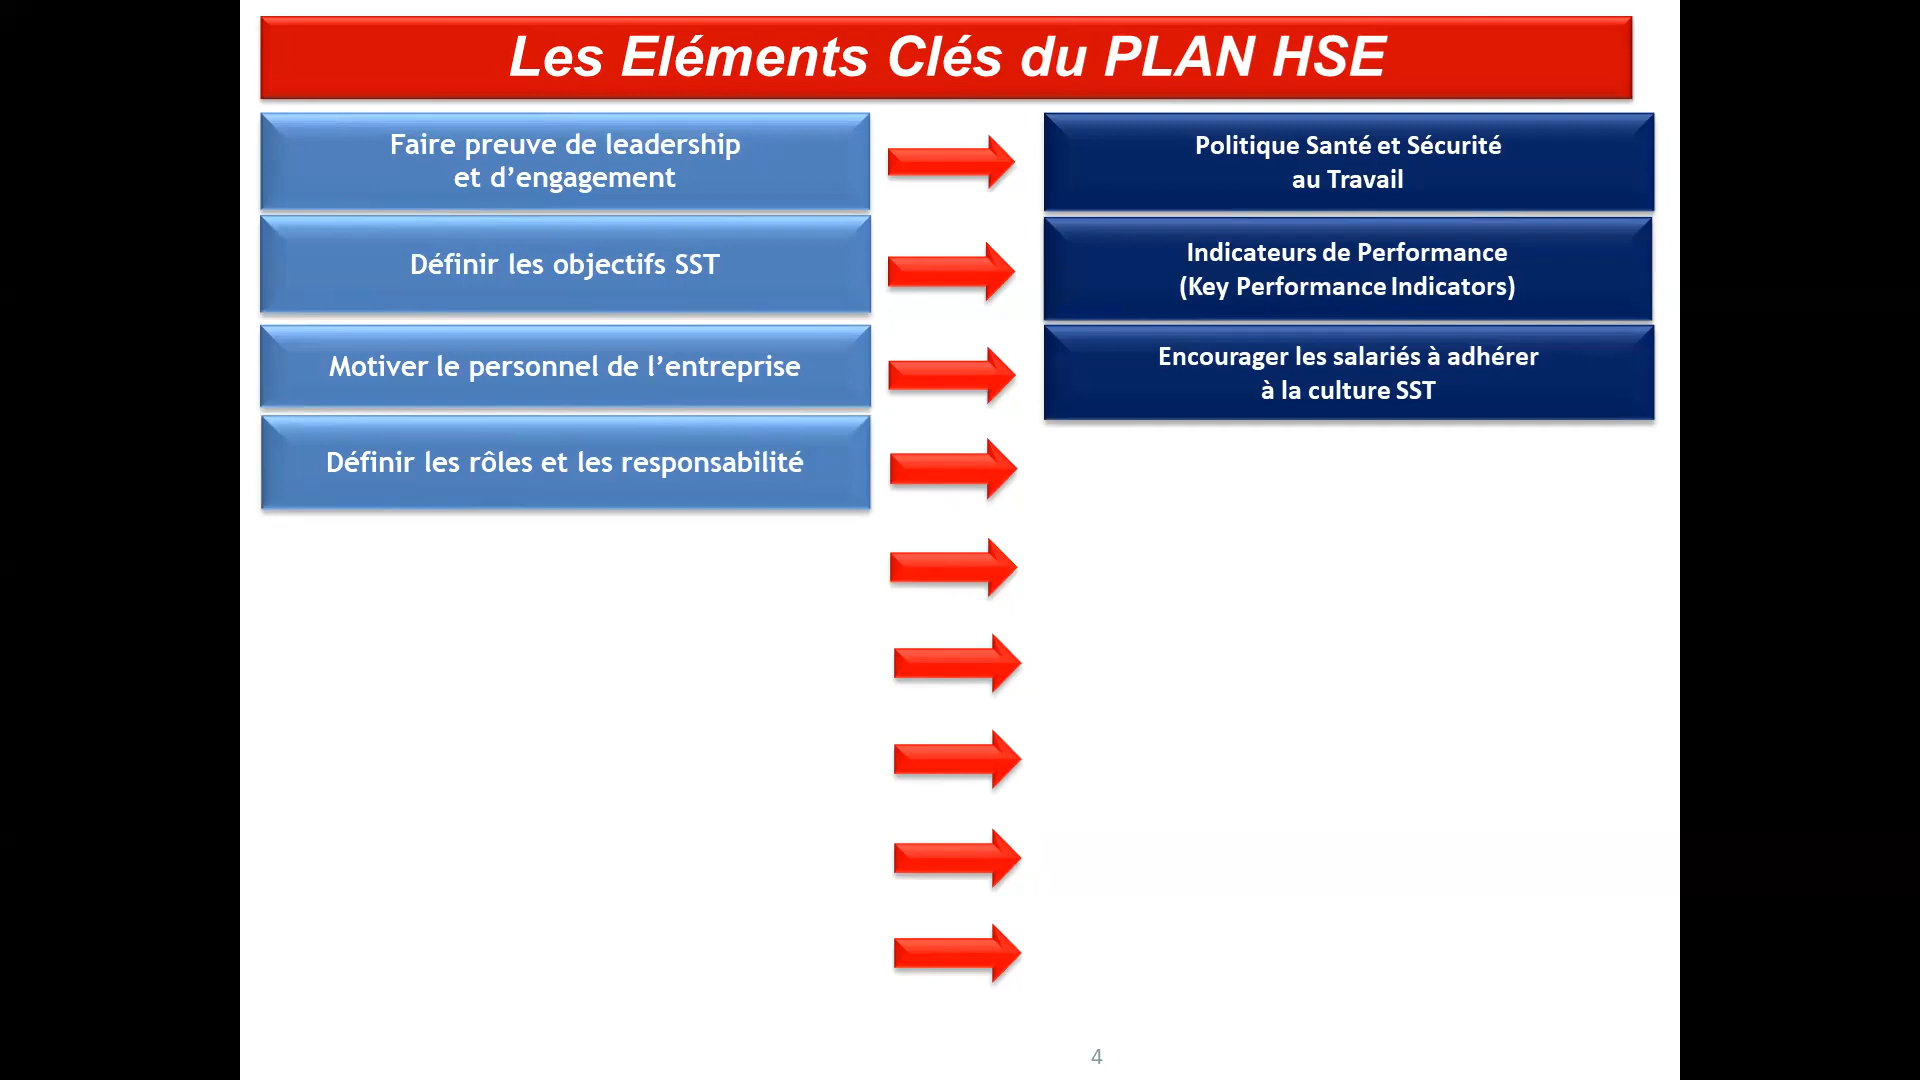 Les Eléments Clés du PLAN HSE
Faire preuve de leadership
et d’engagement
Politique Santé et Sécurité
au Travail
Définir les objectifs SST
Indicateurs de Performance
(Key Performance Indicators)
Motiver le personnel de l’entreprise
Encourager les salariés à adhérer
à la culture SST
Définir les rôles et les responsabilité
4